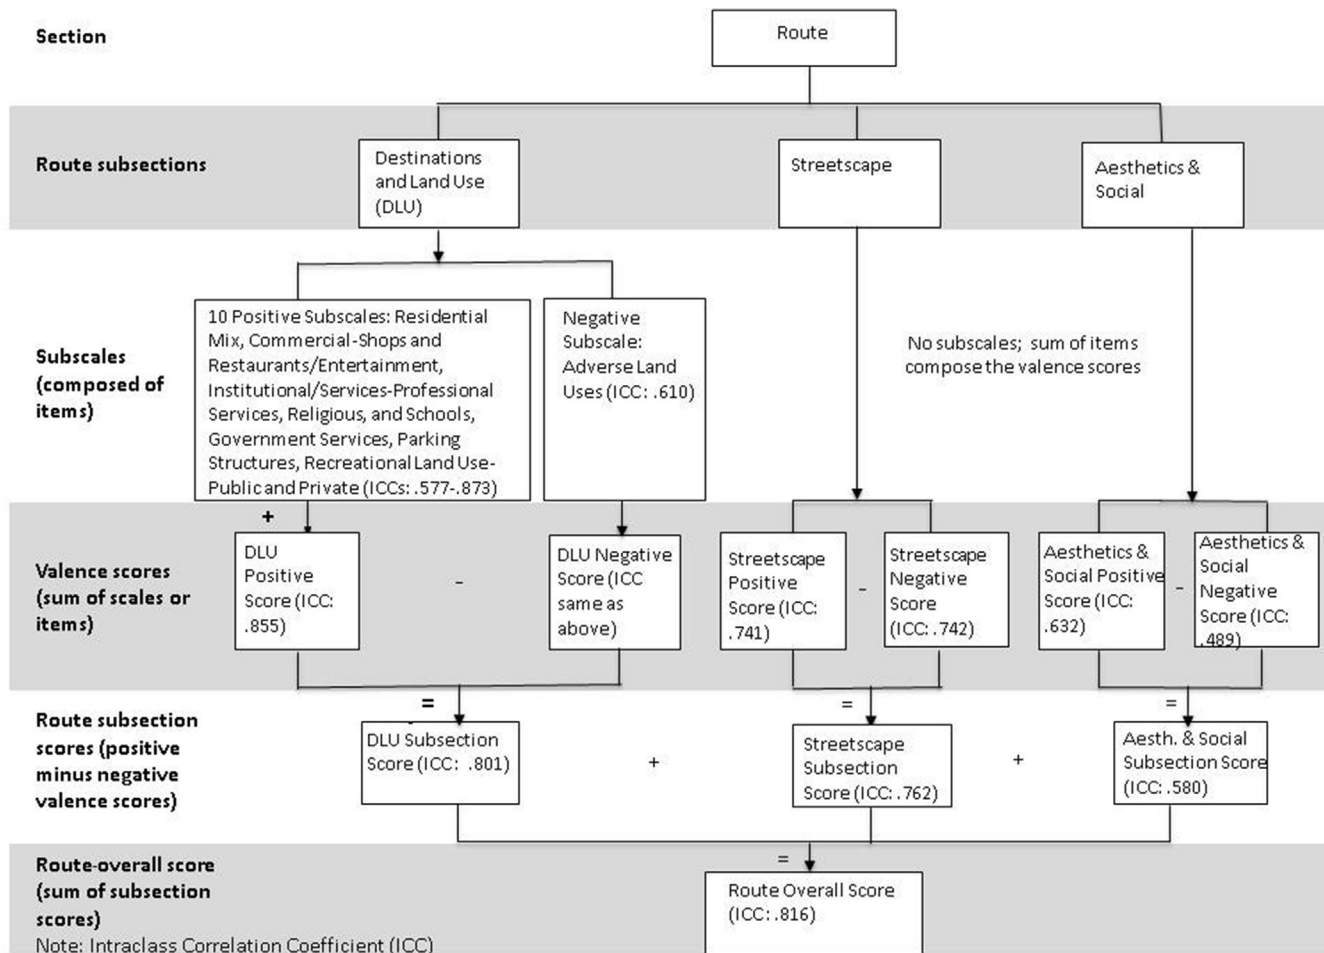 Section
Route
Route subsections
Destinations
and Land Use
(DLU)
Streetscape
Aesthetics &
Social
Subscales
(composed of
items)
10 Positive Subscales: Residential
Mix, Commercial-Shops and
Restaurants/Entertainment,
Institutional/Services-Professional
Services, Religious, and Schools,
Government Services, Parking
Structures, Recreational Land Use-
Public and Private (ICCs: .577-.873)
Negative
Subscale:
Adverse Land
Uses (ICC: .610)
No subscales; sum of items
compose the valence scores
Valence scores
(sum of scales or
items)
+
DLU
Positive
Score (ICC:
.855)
-
DLU Negative
Score (ICC
same as
above)
Streetscape
Positive
Score (ICC:
.741)
-
Streetscape
Negative
Score
(ICC: .742)
Aesthetics &
Social Positive
Score (ICC:
.632)
-
Aesthetics &
Social
Negative
Score (ICC:
.489)
Route subsection
scores (positive
minus negative
valence scores)
=
DLU Subsection
Score (ICC: .801)
+
=
Streetscape
Subsection
Score (ICC: .762)
+
=
Aesth. & Social
Subsection Score
(ICC: .580)
Route-overall score
(sum of subsection
scores)
=
Route Overall Score
(ICC: .816)
Note: Intraclass Correlation Coefficient (ICC)